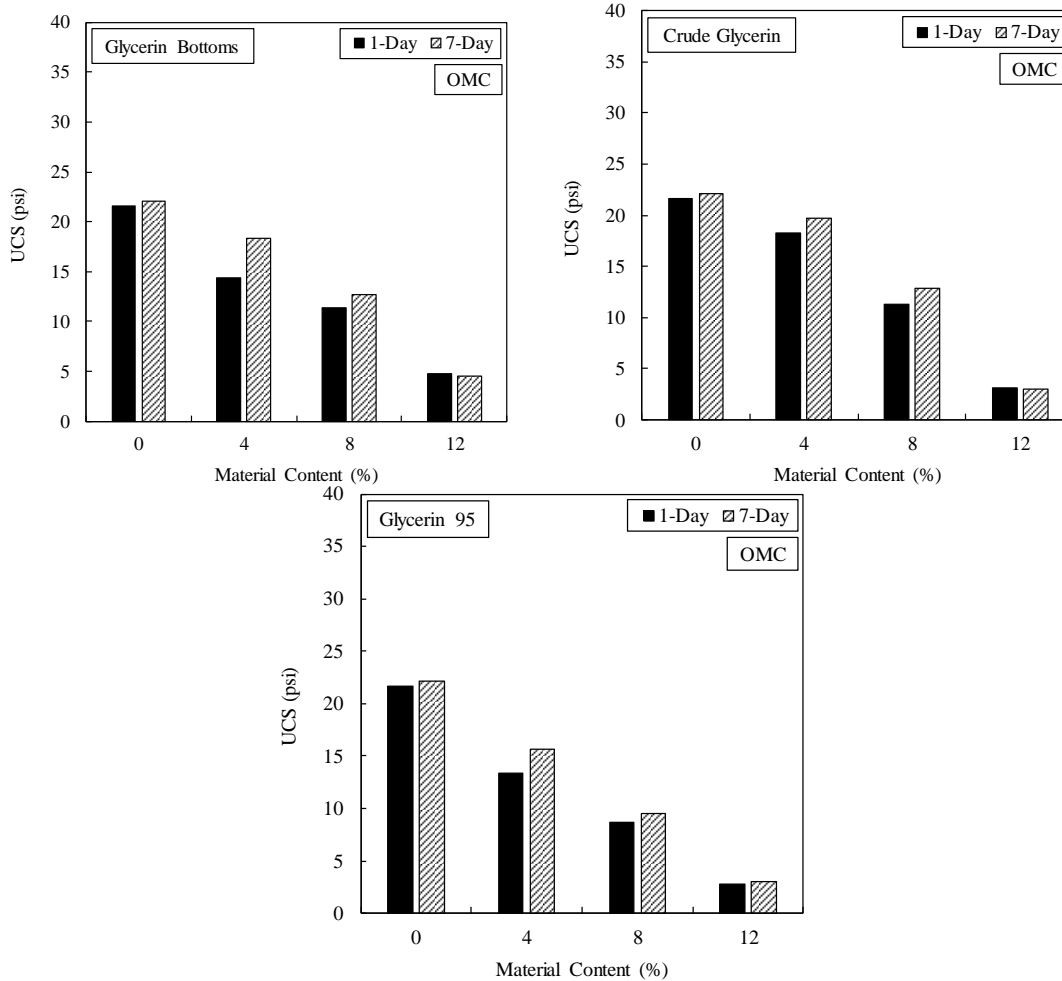 Glycerin Bottoms
1-Day 7-Day
OMC
40
35
30
25
20
15
10
5
0
UCS (psi)
0 4 8 12
Material Content (%)
Crude Glycerin
1-Day 7-Day
OMC
40
35
30
25
20
15
10
5
0
UCS (psi)
0 4 8 12
Material Content (%)
Glycerin 95
1-Day 7-Day
OMC
40
35
30
25
20
15
10
5
0
UCS (psi)
0 4 8 12
Material Content (%)